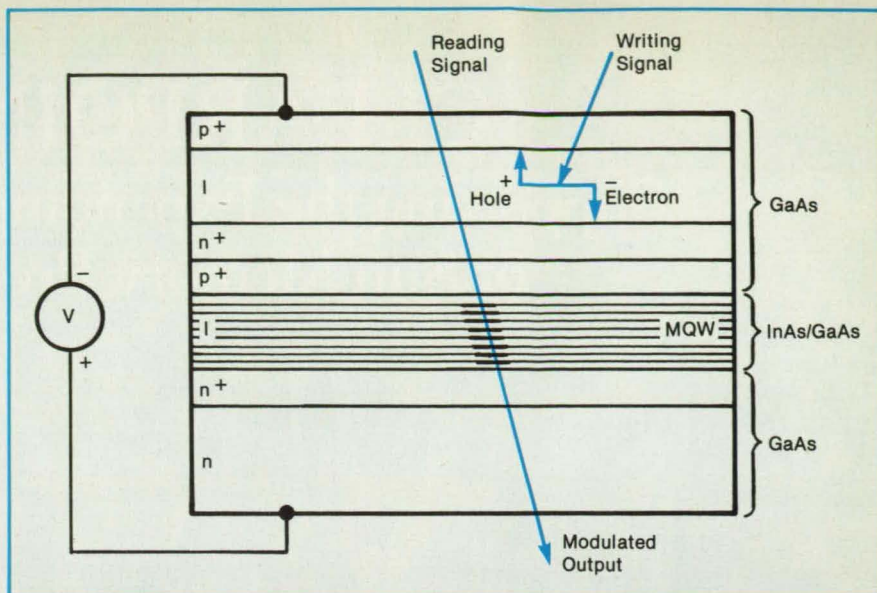 Reading
Signal
Writing
Signal
p+
I
+
Hole
−
Electron
n+
p+
GaAs
−
V
+
I
MQW
InAs/GaAs
n+
n
GaAs
Modulated
Output